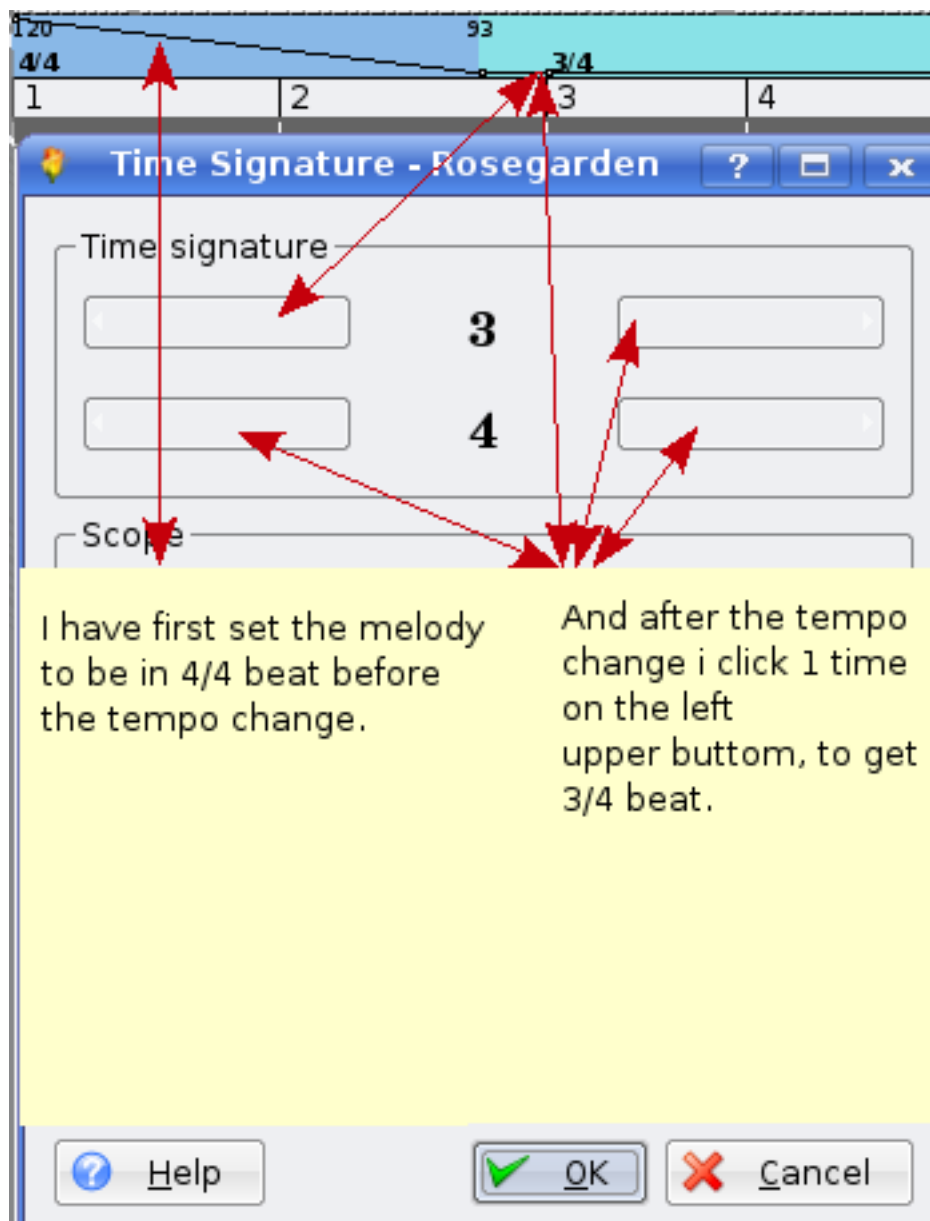 120 93
4/4 3/4
1 2 3 4
Time Signature - Rosegarden ?
Time signature
3
4
Scope
I have first set the melody
to be in 4/4 beat before
the tempo change.
And after the tempo
change i click 1 time
on the left
upper buttom, to get
3/4 beat.
Help OK Cancel